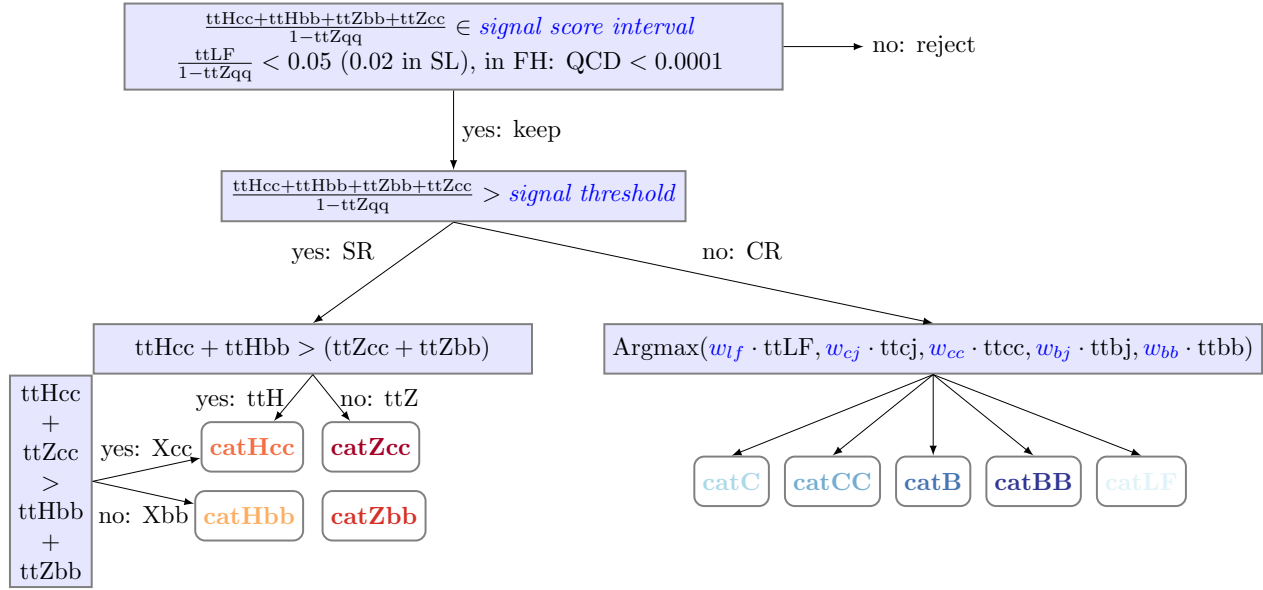 ttHcc+ttHbb+ttZbb+ttZcc
1−ttZqq
∈ signal score interval
ttLF
1−ttZqq
< 0.05 (0.02 in SL), in FH: QCD < 0.0001
no: reject
yes: keep
ttHcc+ttHbb+ttZbb+ttZcc
1−ttZqq
> signal threshold
yes: SR
no: CR
ttHcc + ttHbb > (ttZcc + ttZbb)
Argmax(w_lf · ttLF, w_cj · ttcj, w_cc · ttcc, w_bj · ttbj, w_bb · ttbb)
ttHcc
+
ttZcc
>
ttHbb
+
ttZbb
yes: ttH
no: ttZ
yes: Xcc
catHcc
catZcc
no: Xbb
catHbb
catZbb
catC
catCC
catB
catBB
catLF